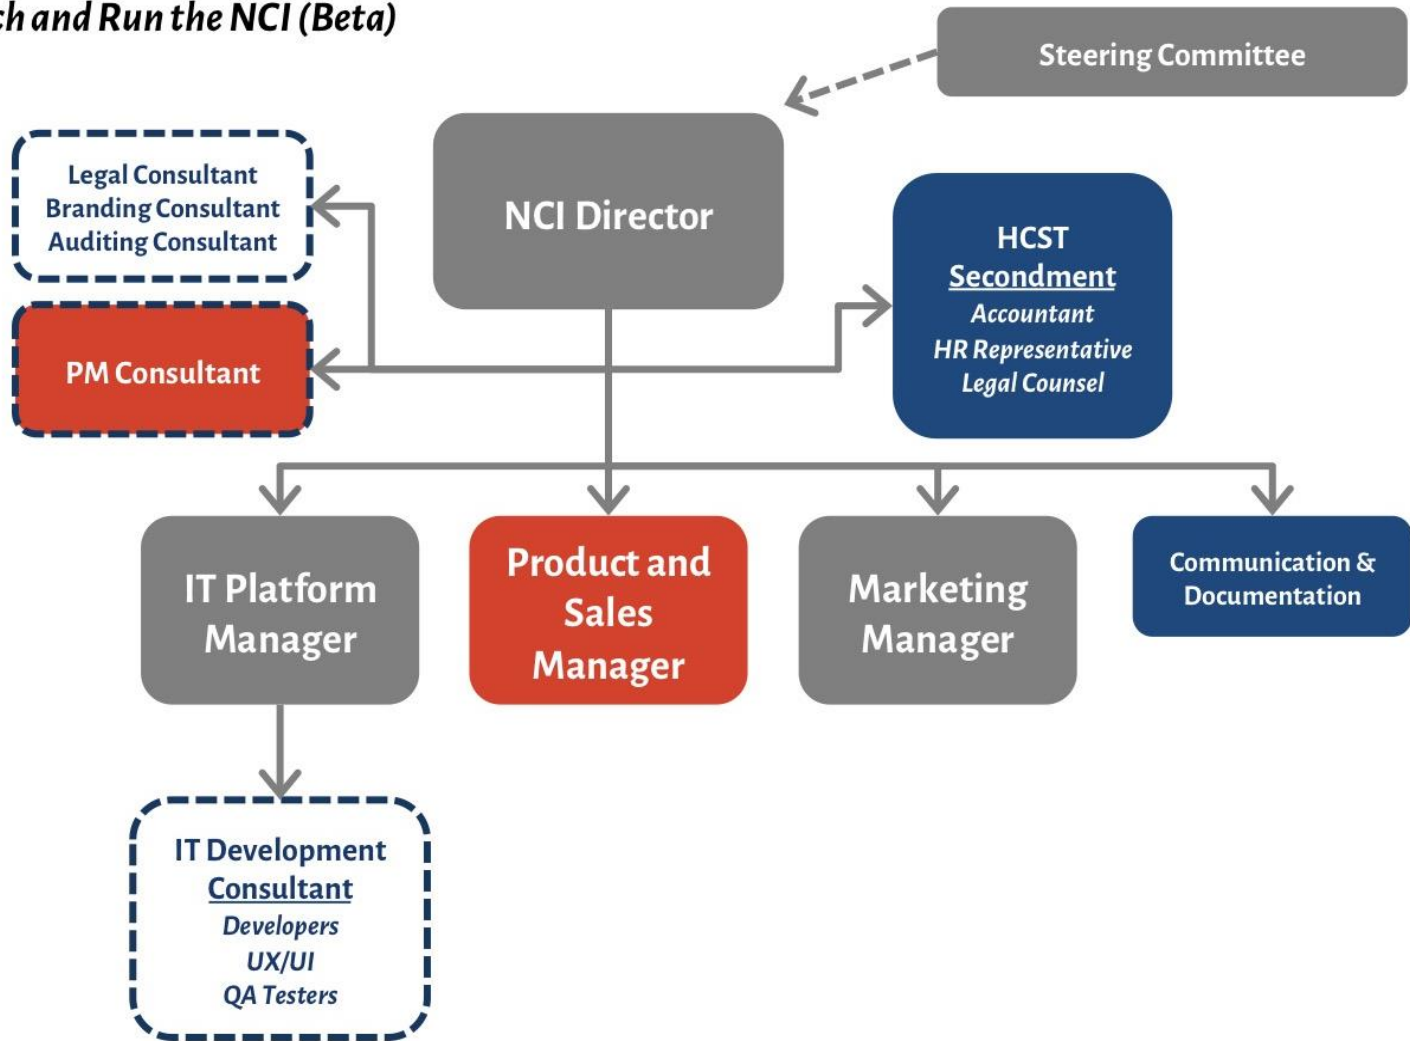 ch and Run the NCI (Beta)
Steering Committee
NCI Director
Legal Consultant
Branding Consultant
Auditing Consultant
PM Consultant
HCST
Secondment
Accountant
HR Representative
Legal Counsel
IT Platform
Manager
Product and
Sales
Manager
Marketing
Manager
Communication &
Documentation
IT Development
Consultant
Developers
UX/UI
QA Testers